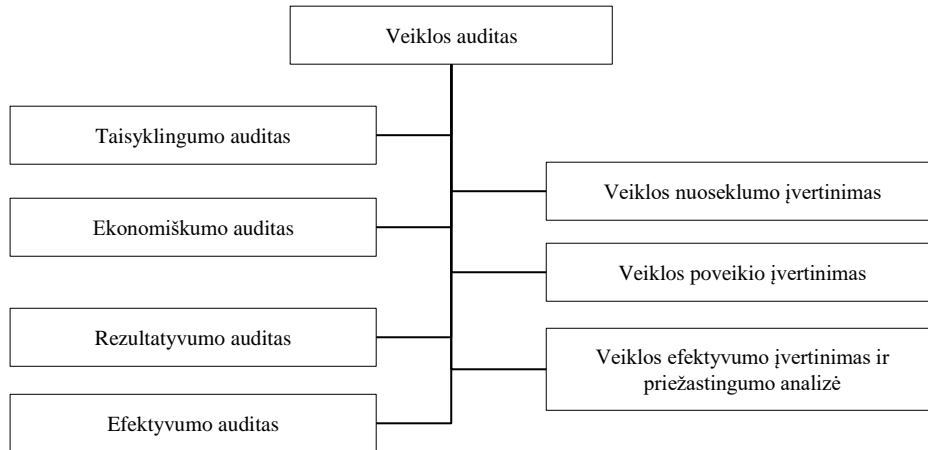 Veiklos auditas
Taisyklingumo auditas
Ekonomiškumo auditas
Rezultatyvumo auditas
Efektyvumo auditas
Veiklos nuoseklumo įvertinimas
Veiklos poveikio įvertinimas
Veiklos efektyvumo įvertinimas ir
priežastingumo analizė